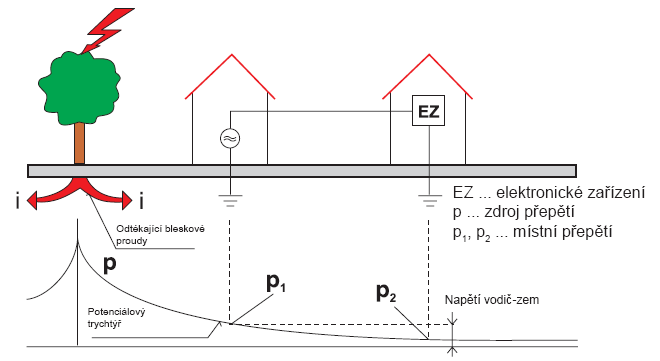 EZ
≈
i
i
EZ ... elektronické zařízení
p ... zdroj přepětí
p₁, p₂ ... místní přepětí
Odtékající bleskové
proudy
p
p₁
p₂
Napětí vodič-zem
Potenciálový
trychtýř